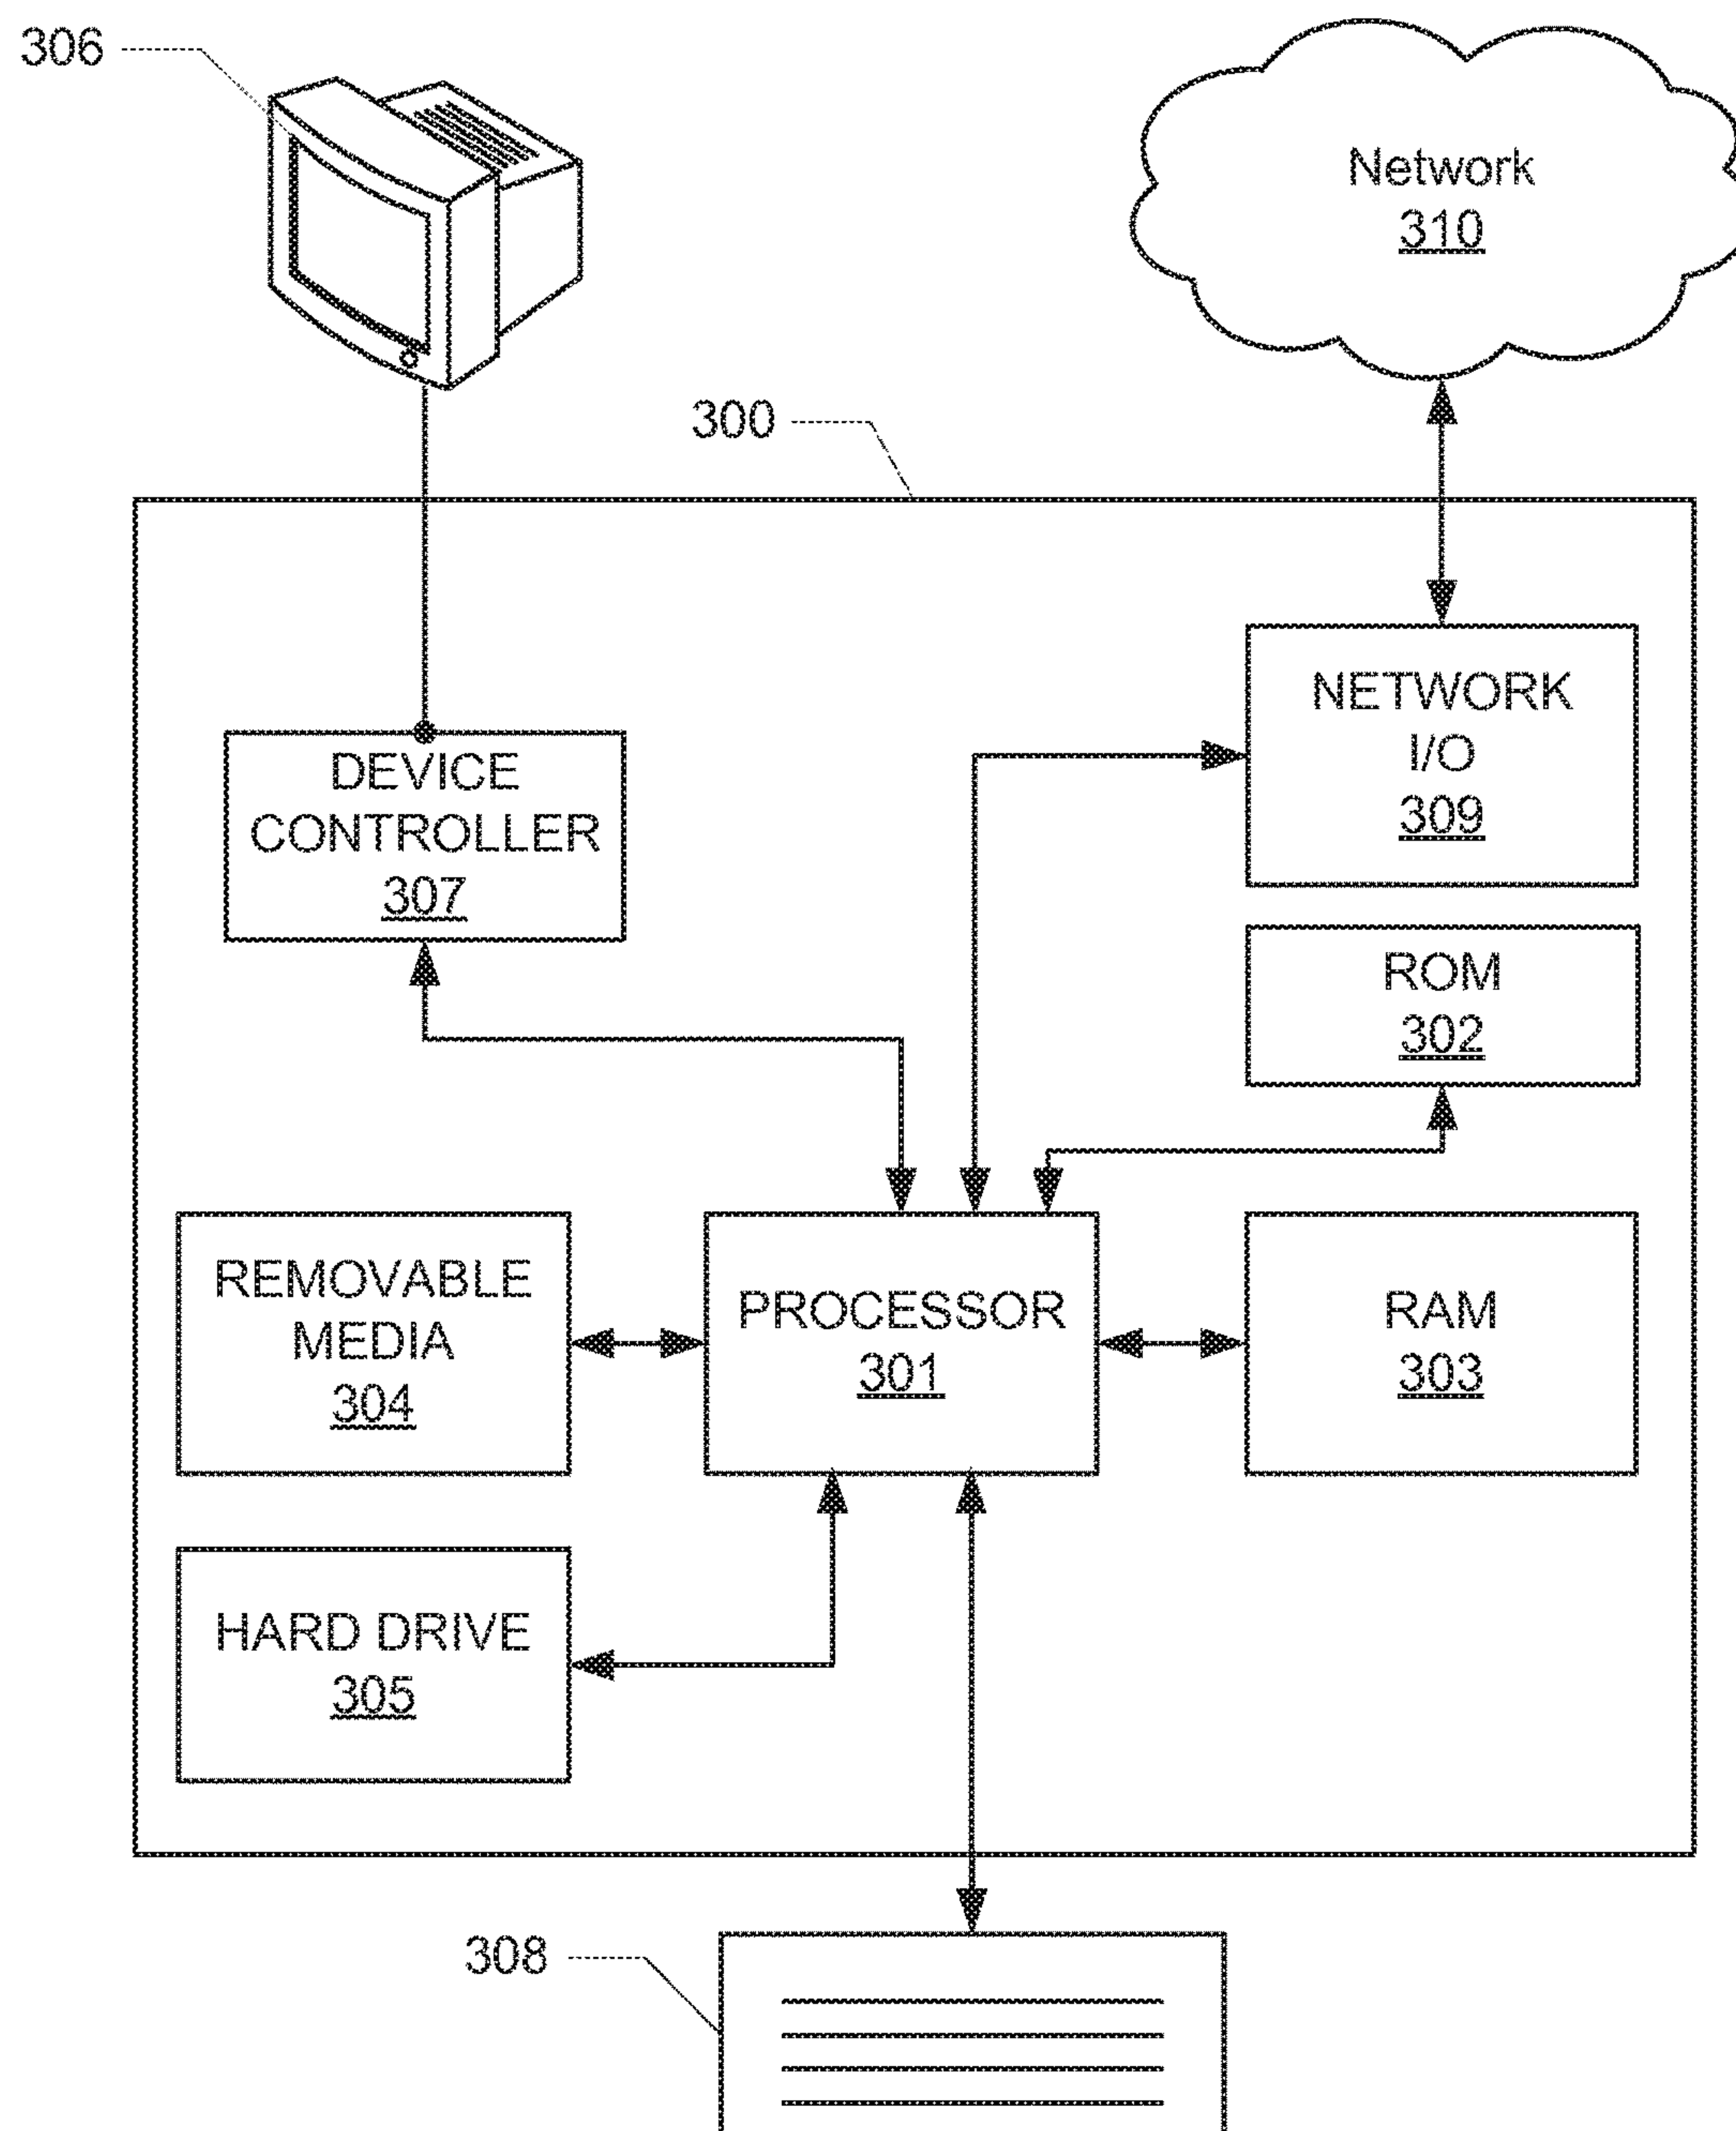 306
Network
310
300
NETWORK
I/O
309
DEVICE
CONTROLLER
307
ROM
302
REMOVABLE
MEDIA
304
PROCESSOR
301
RAM
303
HARD DRIVE
305
308